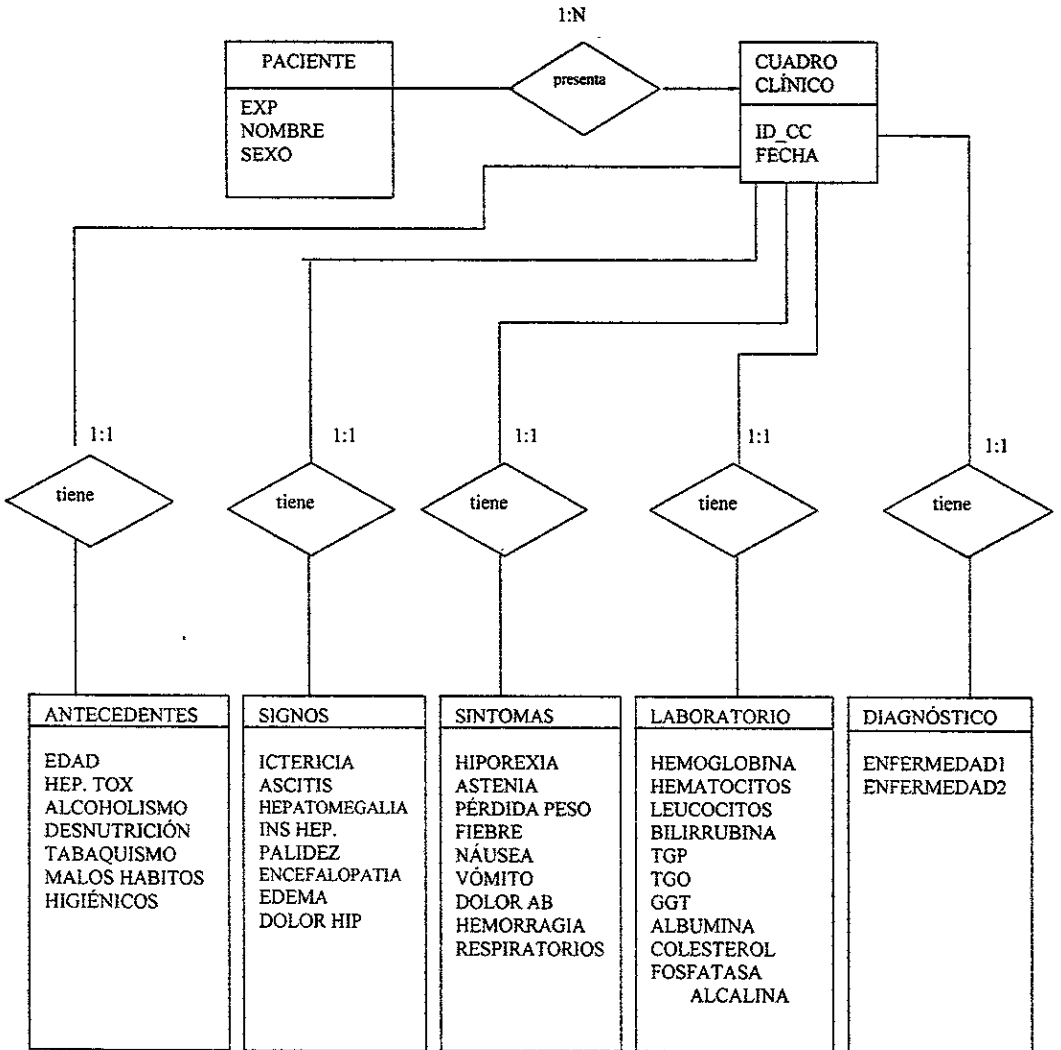 1:N
PACIENTE
EXP
NOMBRE
SEXO
presenta
CUADRO
CLÍNICO
ID_CC
FECHA
1:1
tiene
1:1
tiene
1:1
tiene
1:1
tiene
1:1
tiene
ANTECEDENTES
EDAD
HEP. TOX
ALCOHOLISMO
DESNUTRICIÓN
TABAQUISMO
MALOS HABITOS
HIGIÉNICOS
SIGNOS
ICTERICIA
ASCITIS
HEPATOMEGALIA
INS HEP.
PALIDEZ
ENCEFALOPATIA
EDEMA
DOLOR HIP
SINTOMAS
HIPOREXIA
ASTENIA
PÉRDIDA PESO
FIEBRE
NÁUSEA
VÓMITO
DOLOR AB
HEMORRAGIA
RESPIRATORIOS
LABORATORIO
HEMOGLOBINA
HEMATOCITOS
LEUCOCITOS
BILIRRUBINA
TGP
TGO
GGT
ALBUMINA
COLESTEROL
FOSFATASA
ALCALINA
DIAGNÓSTICO
ENFERMEDAD1
ENFERMEDAD2